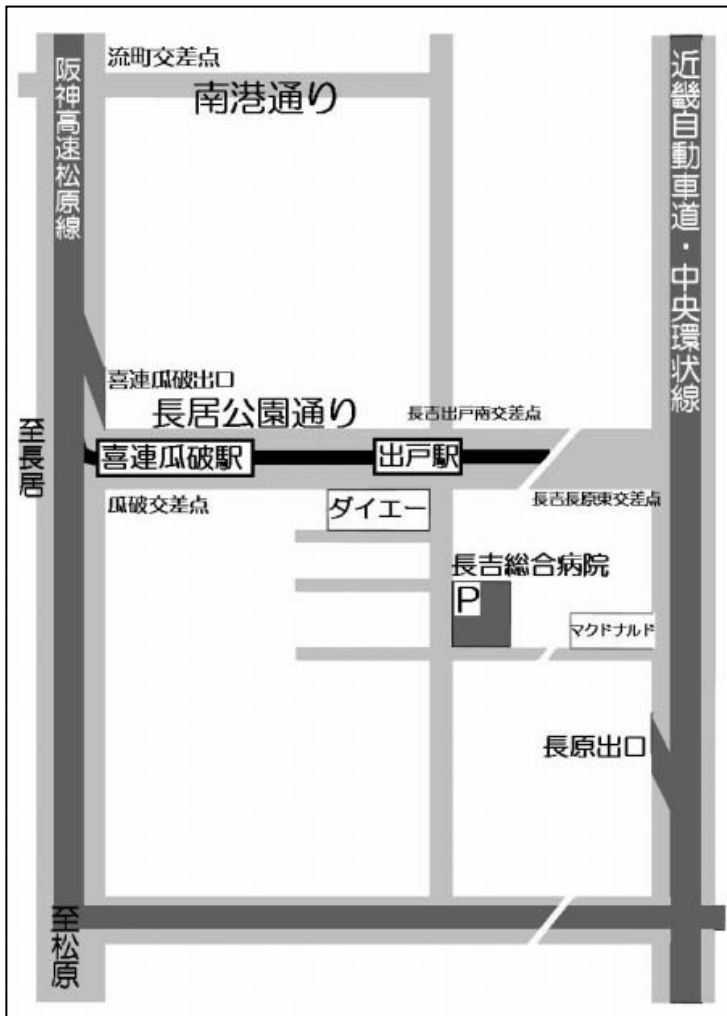 流町交差点
南港通り
阪神高速松原線
近畿自動車道・中央環状線
喜連瓜破出口
長居公園通り
長吉出戸南交差点
至長居
喜連瓜破駅
出戸駅
瓜破交差点
ダイエー
長吉長原東交差点
長吉総合病院
P
マクドナルド
長原出口
至松原